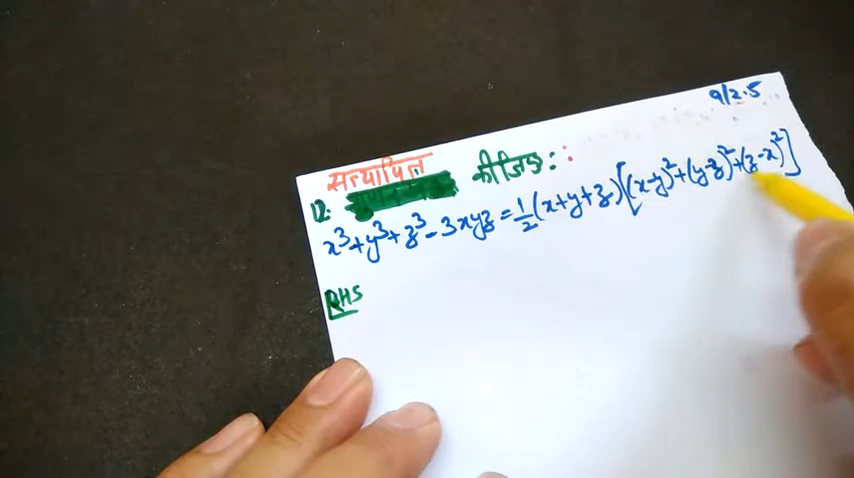 9/2.5
सत्यापित कीजिए:
12.
x³+y³+z³-3xyz=½(x+y+z)[(x-y)²+(y-z)²+(z-x)²]
RHS